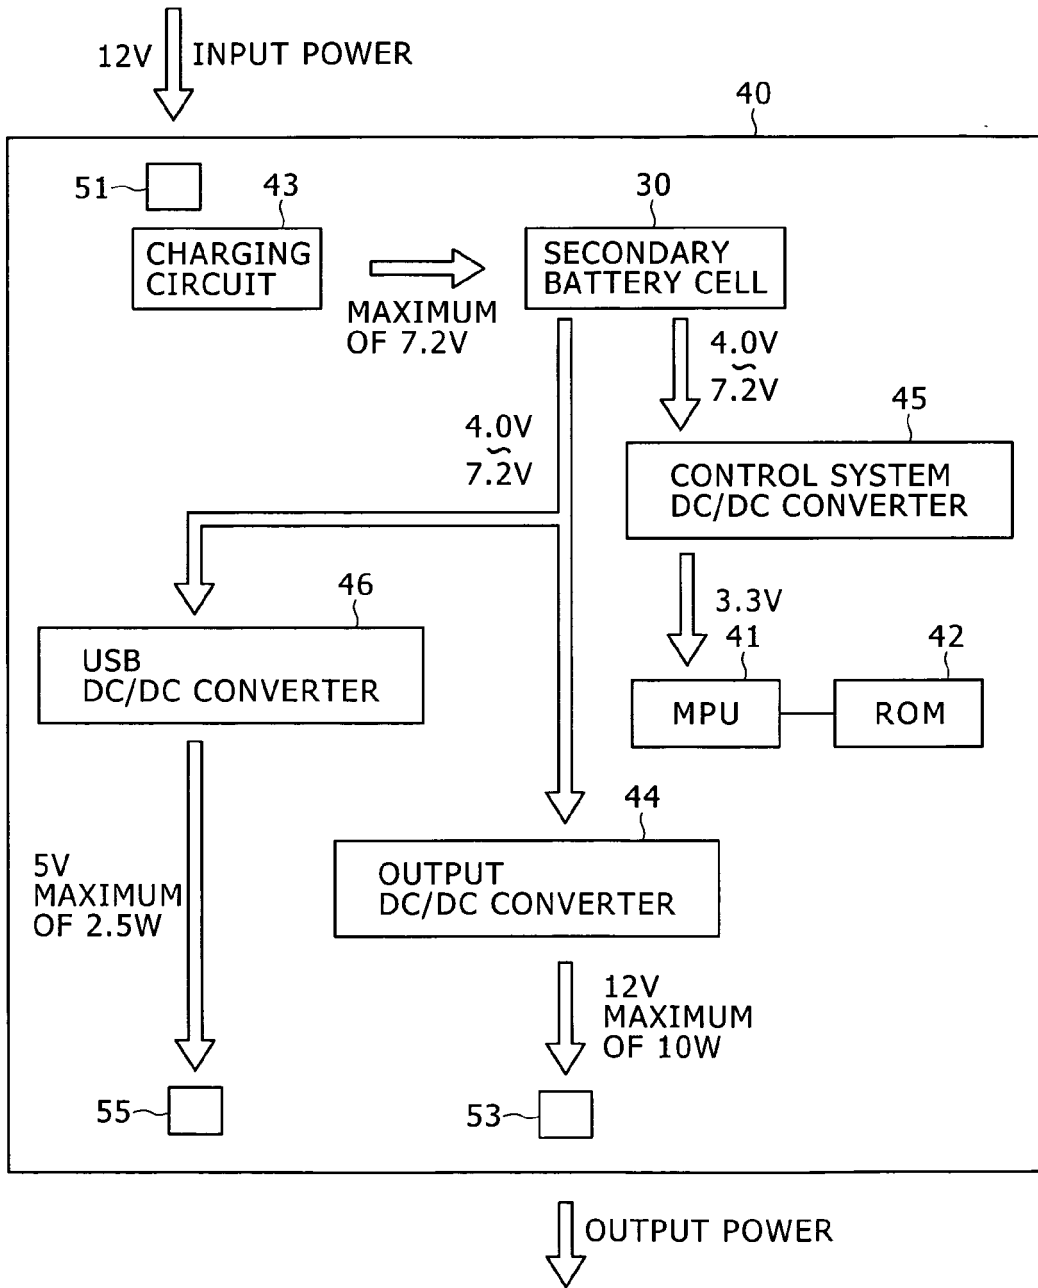 12V INPUT POWER
40
51
43
30
CHARGING
CIRCUIT
SECONDARY
BATTERY CELL
MAXIMUM
OF 7.2V
4.0V
~
7.2V
4.0V
~
7.2V
45
CONTROL SYSTEM
DC/DC CONVERTER
46
3.3V
41
42
USB
DC/DC CONVERTER
MPU
ROM
44
5V
MAXIMUM
OF 2.5W
OUTPUT
DC/DC CONVERTER
12V
MAXIMUM
OF 10W
55
53
OUTPUT POWER